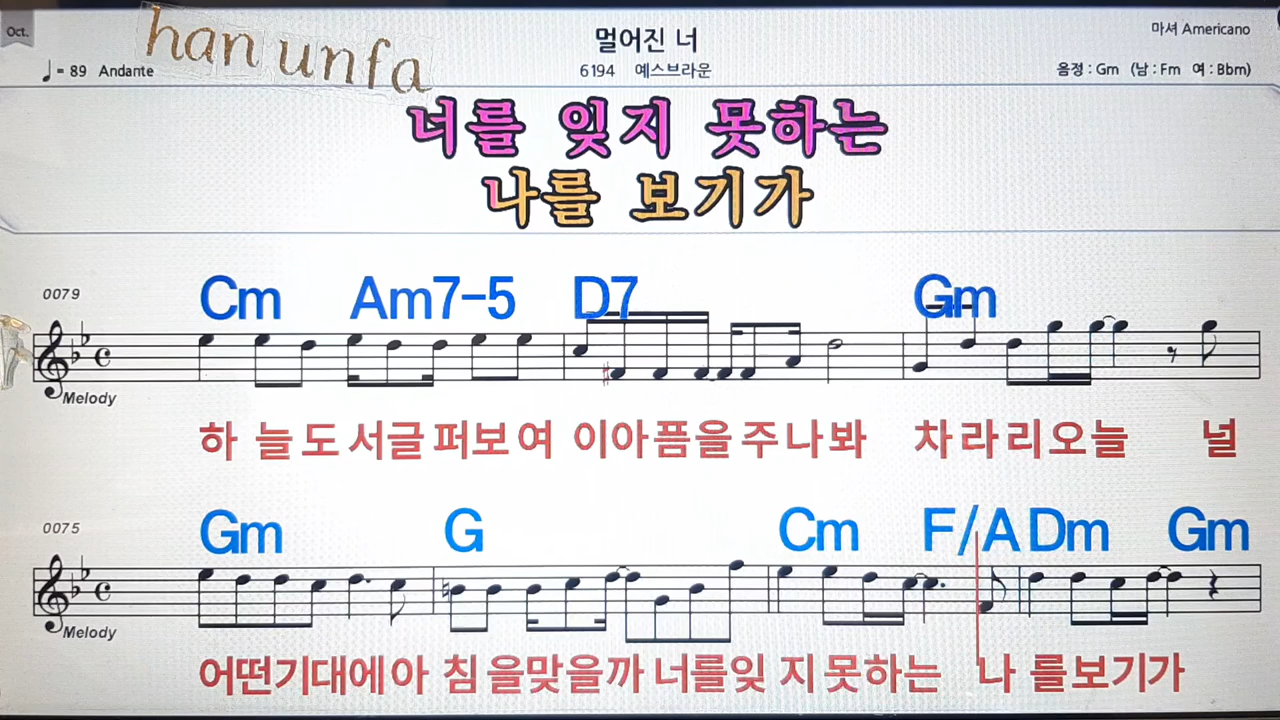 Oct.
han unfa
멀어진 너
마셔 Americano
♩= 89 Andante
6194 예스브라운
음정 : Gm (남 : Fm 여 : Bbm)
너를 잊지 못하는
나를 보기가
0079
Cm Am7-5 D7 Gm
Melody
하 늘도서글퍼보여 이아픔을주나봐 차라리오늘 널
0075
Gm G Cm F/A Dm Gm
Melody
어떤기대에아 침 을맞을까 너를잊 지못하는 나 를보기가